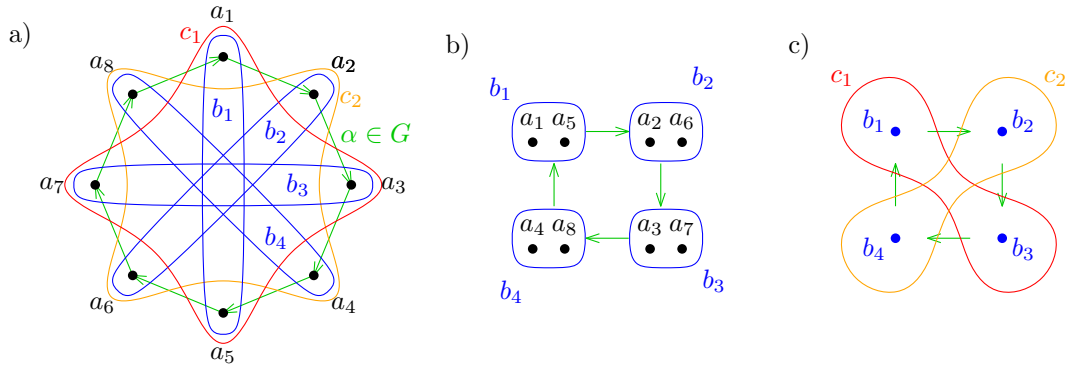 a)
a₁
c₁
a₈
a₂
b₁
c₂
b₂
α ∈ G
a₇
b₃
a₃
b₄
a₆
a₄
a₅
b)
b₁
b₂
a₁ a₅
a₂ a₆
a₄ a₈
a₃ a₇
b₄
b₃
c)
c₁
c₂
b₁
b₂
b₄
b₃